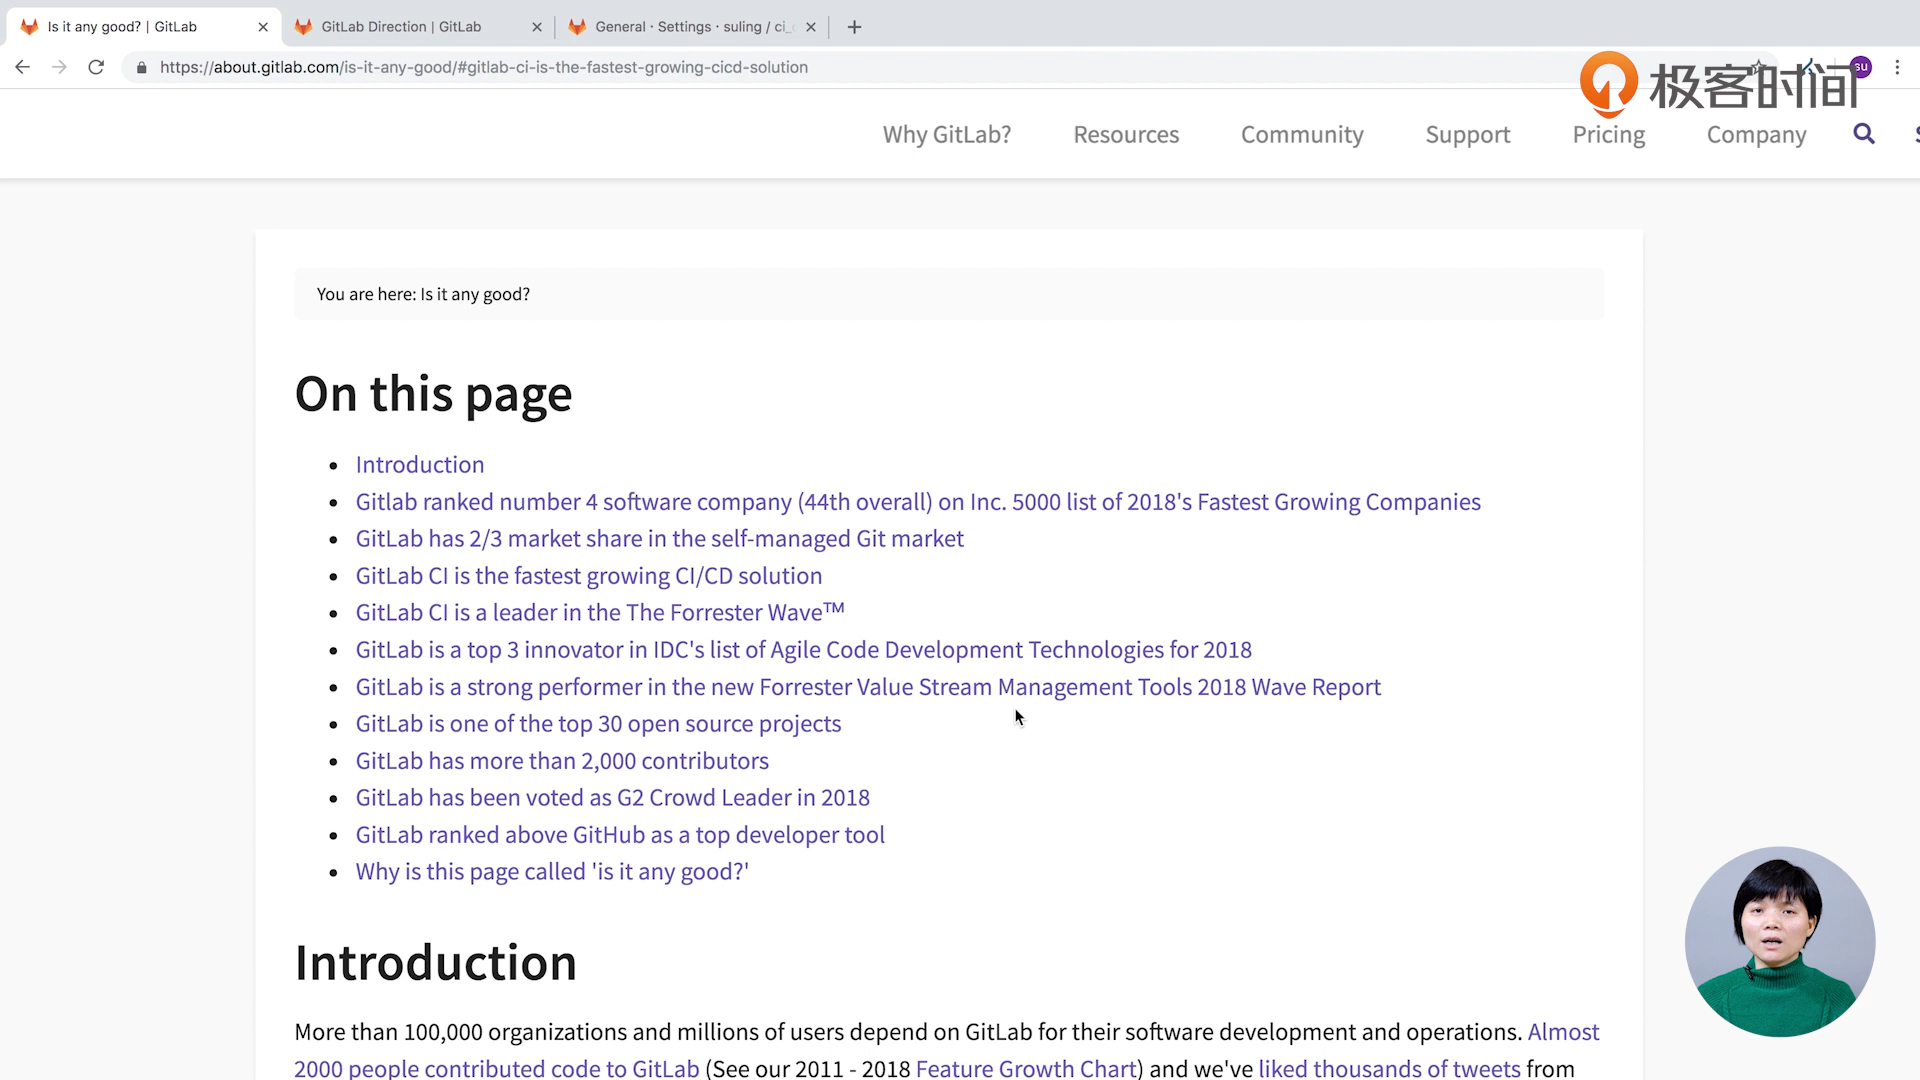 Is it any good? | GitLab
GitLab Direction | GitLab
General · Settings · suling / ci_
https://about.gitlab.com/is-it-any-good/#gitlab-ci-is-the-fastest-growing-cicd-solution
SU
极客时间
Why GitLab?
Resources
Community
Support
Pricing
Company
You are here: Is it any good?
On this page
Introduction
Gitlab ranked number 4 software company (44th overall) on Inc. 5000 list of 2018's Fastest Growing Companies
GitLab has 2/3 market share in the self-managed Git market
GitLab CI is the fastest growing CI/CD solution
GitLab CI is a leader in the The Forrester Wave™
GitLab is a top 3 innovator in IDC's list of Agile Code Development Technologies for 2018
GitLab is a strong performer in the new Forrester Value Stream Management Tools 2018 Wave Report
GitLab is one of the top 30 open source projects
GitLab has more than 2,000 contributors
GitLab has been voted as G2 Crowd Leader in 2018
GitLab ranked above GitHub as a top developer tool
Why is this page called 'is it any good?'
Introduction
More than 100,000 organizations and millions of users depend on GitLab for their software development and operations. Almost
2000 people contributed code to GitLab (See our 2011 - 2018 Feature Growth Chart) and we've liked thousands of tweets from